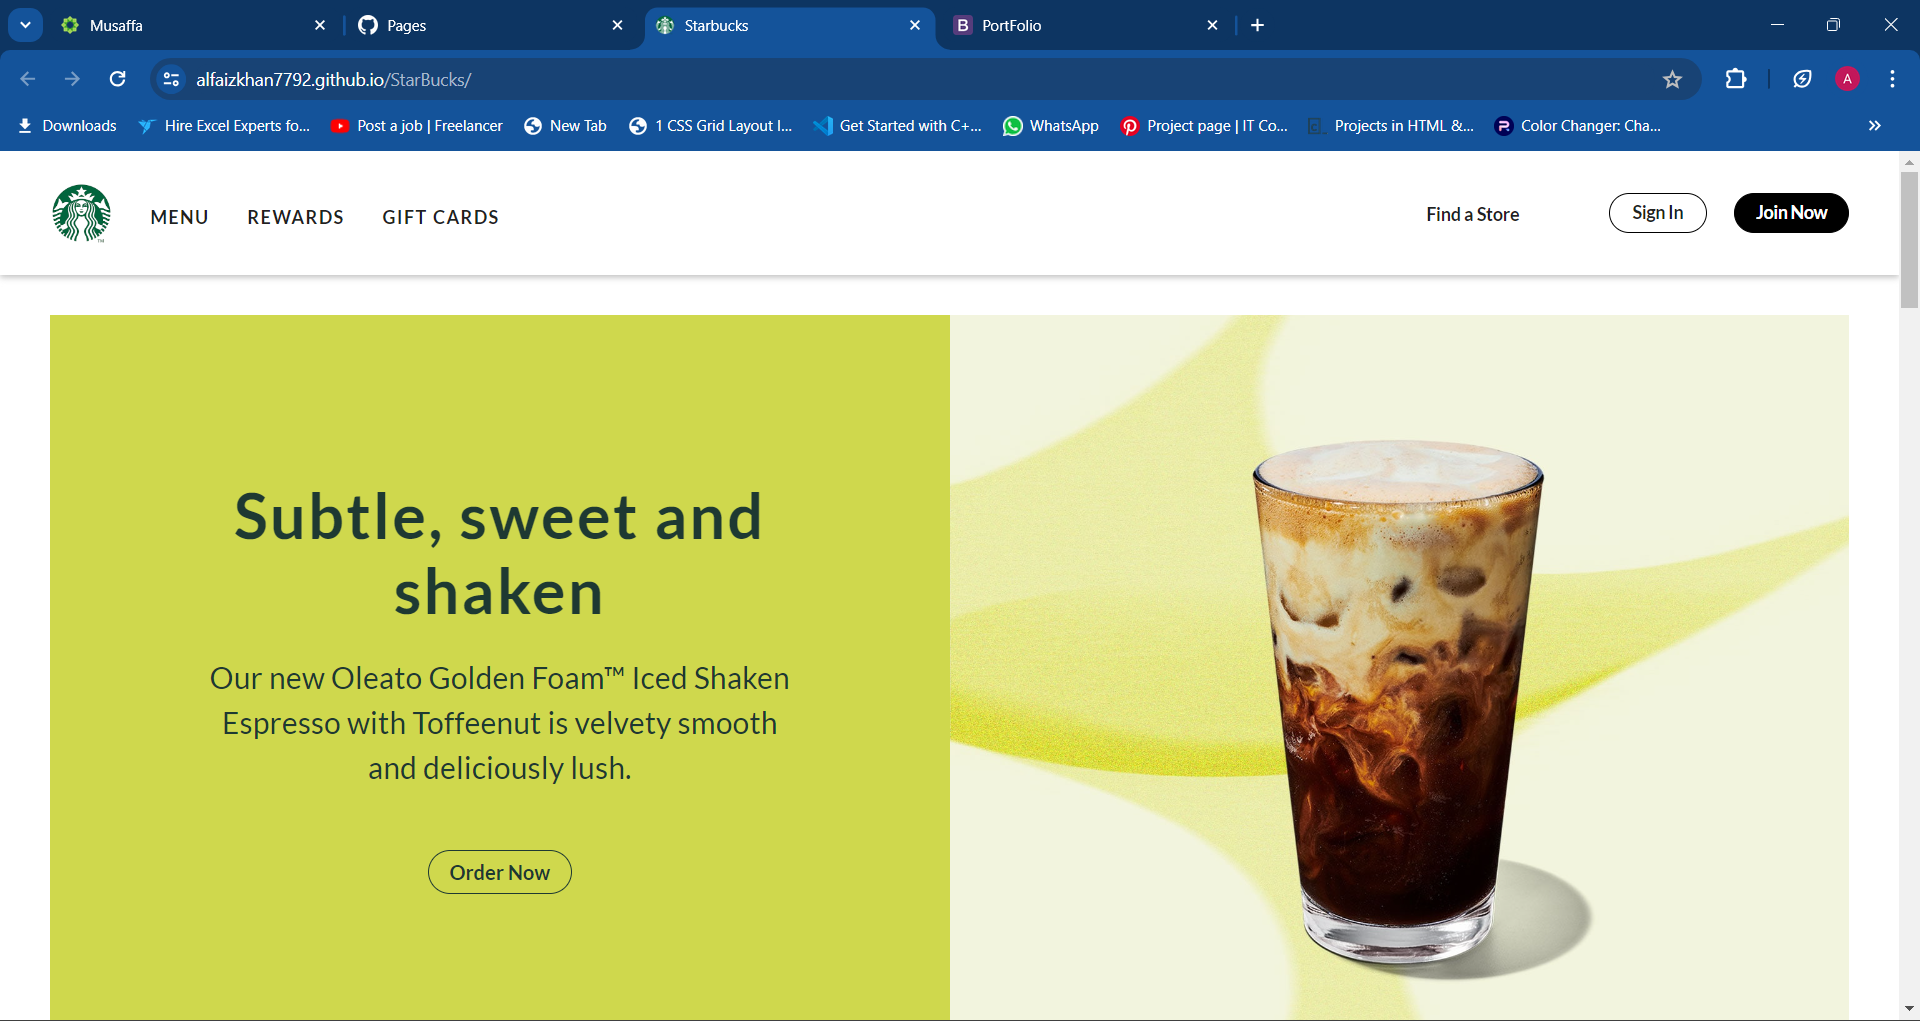 Musaffa
Pages
Starbucks
PortFolio
alfaizkhan7792.github.io/StarBucks/
A
Downloads
Hire Excel Experts fo...
Post a job | Freelancer
New Tab
1 CSS Grid Layout I...
Get Started with C+...
WhatsApp
Project page | IT Co...
Projects in HTML &...
Color Changer: Cha...
MENU
REWARDS
GIFT CARDS
Find a Store
Sign In
Join Now
Subtle, sweet and
shaken
Our new Oleato Golden Foam™ Iced Shaken
Espresso with Toffeenut is velvety smooth
and deliciously lush.
Order Now